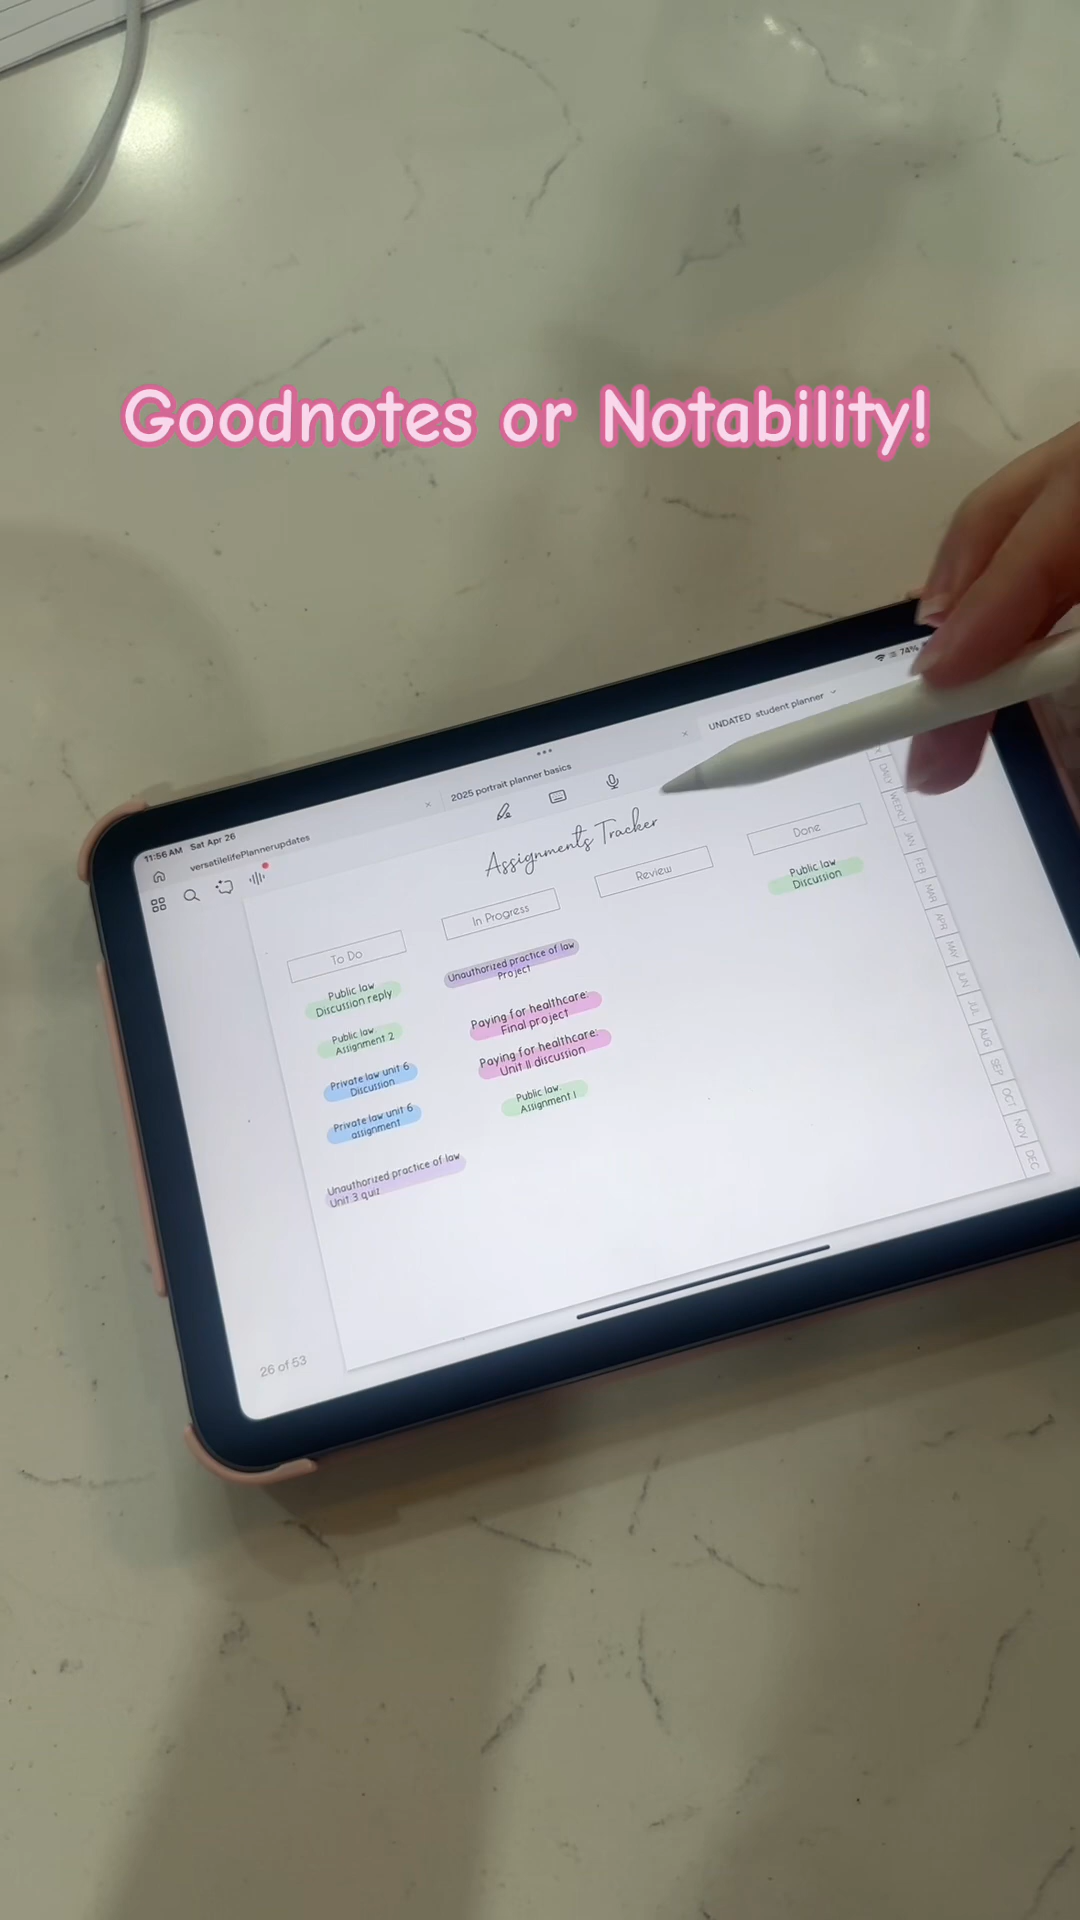 Goodnotes or Notability!
11:56 AM Sat Apr 26
74%
versatilelifePlannerupdates
2025 portrait planner basics
UNDATED student planner
Assignments Tracker
To Do
Public law
Discussion reply
Public law
Assignment 2
Private law unit 6
Discussion
Private law unit 6
assignment
Unauthorized practice of law
Unit 3 quiz
In Progress
Unauthorized practice of law
Project
Paying for healthcare:
Final project
Paying for healthcare:
Unit II discussion
Public law:
Assignment 1
Review
Done
Public law
Discussion
DAILY
WEEKLY
JAN
FEB
MAR
APR
MAY
JUN
JUL
AUG
SEP
OCT
NOV
DEC
26 of 53